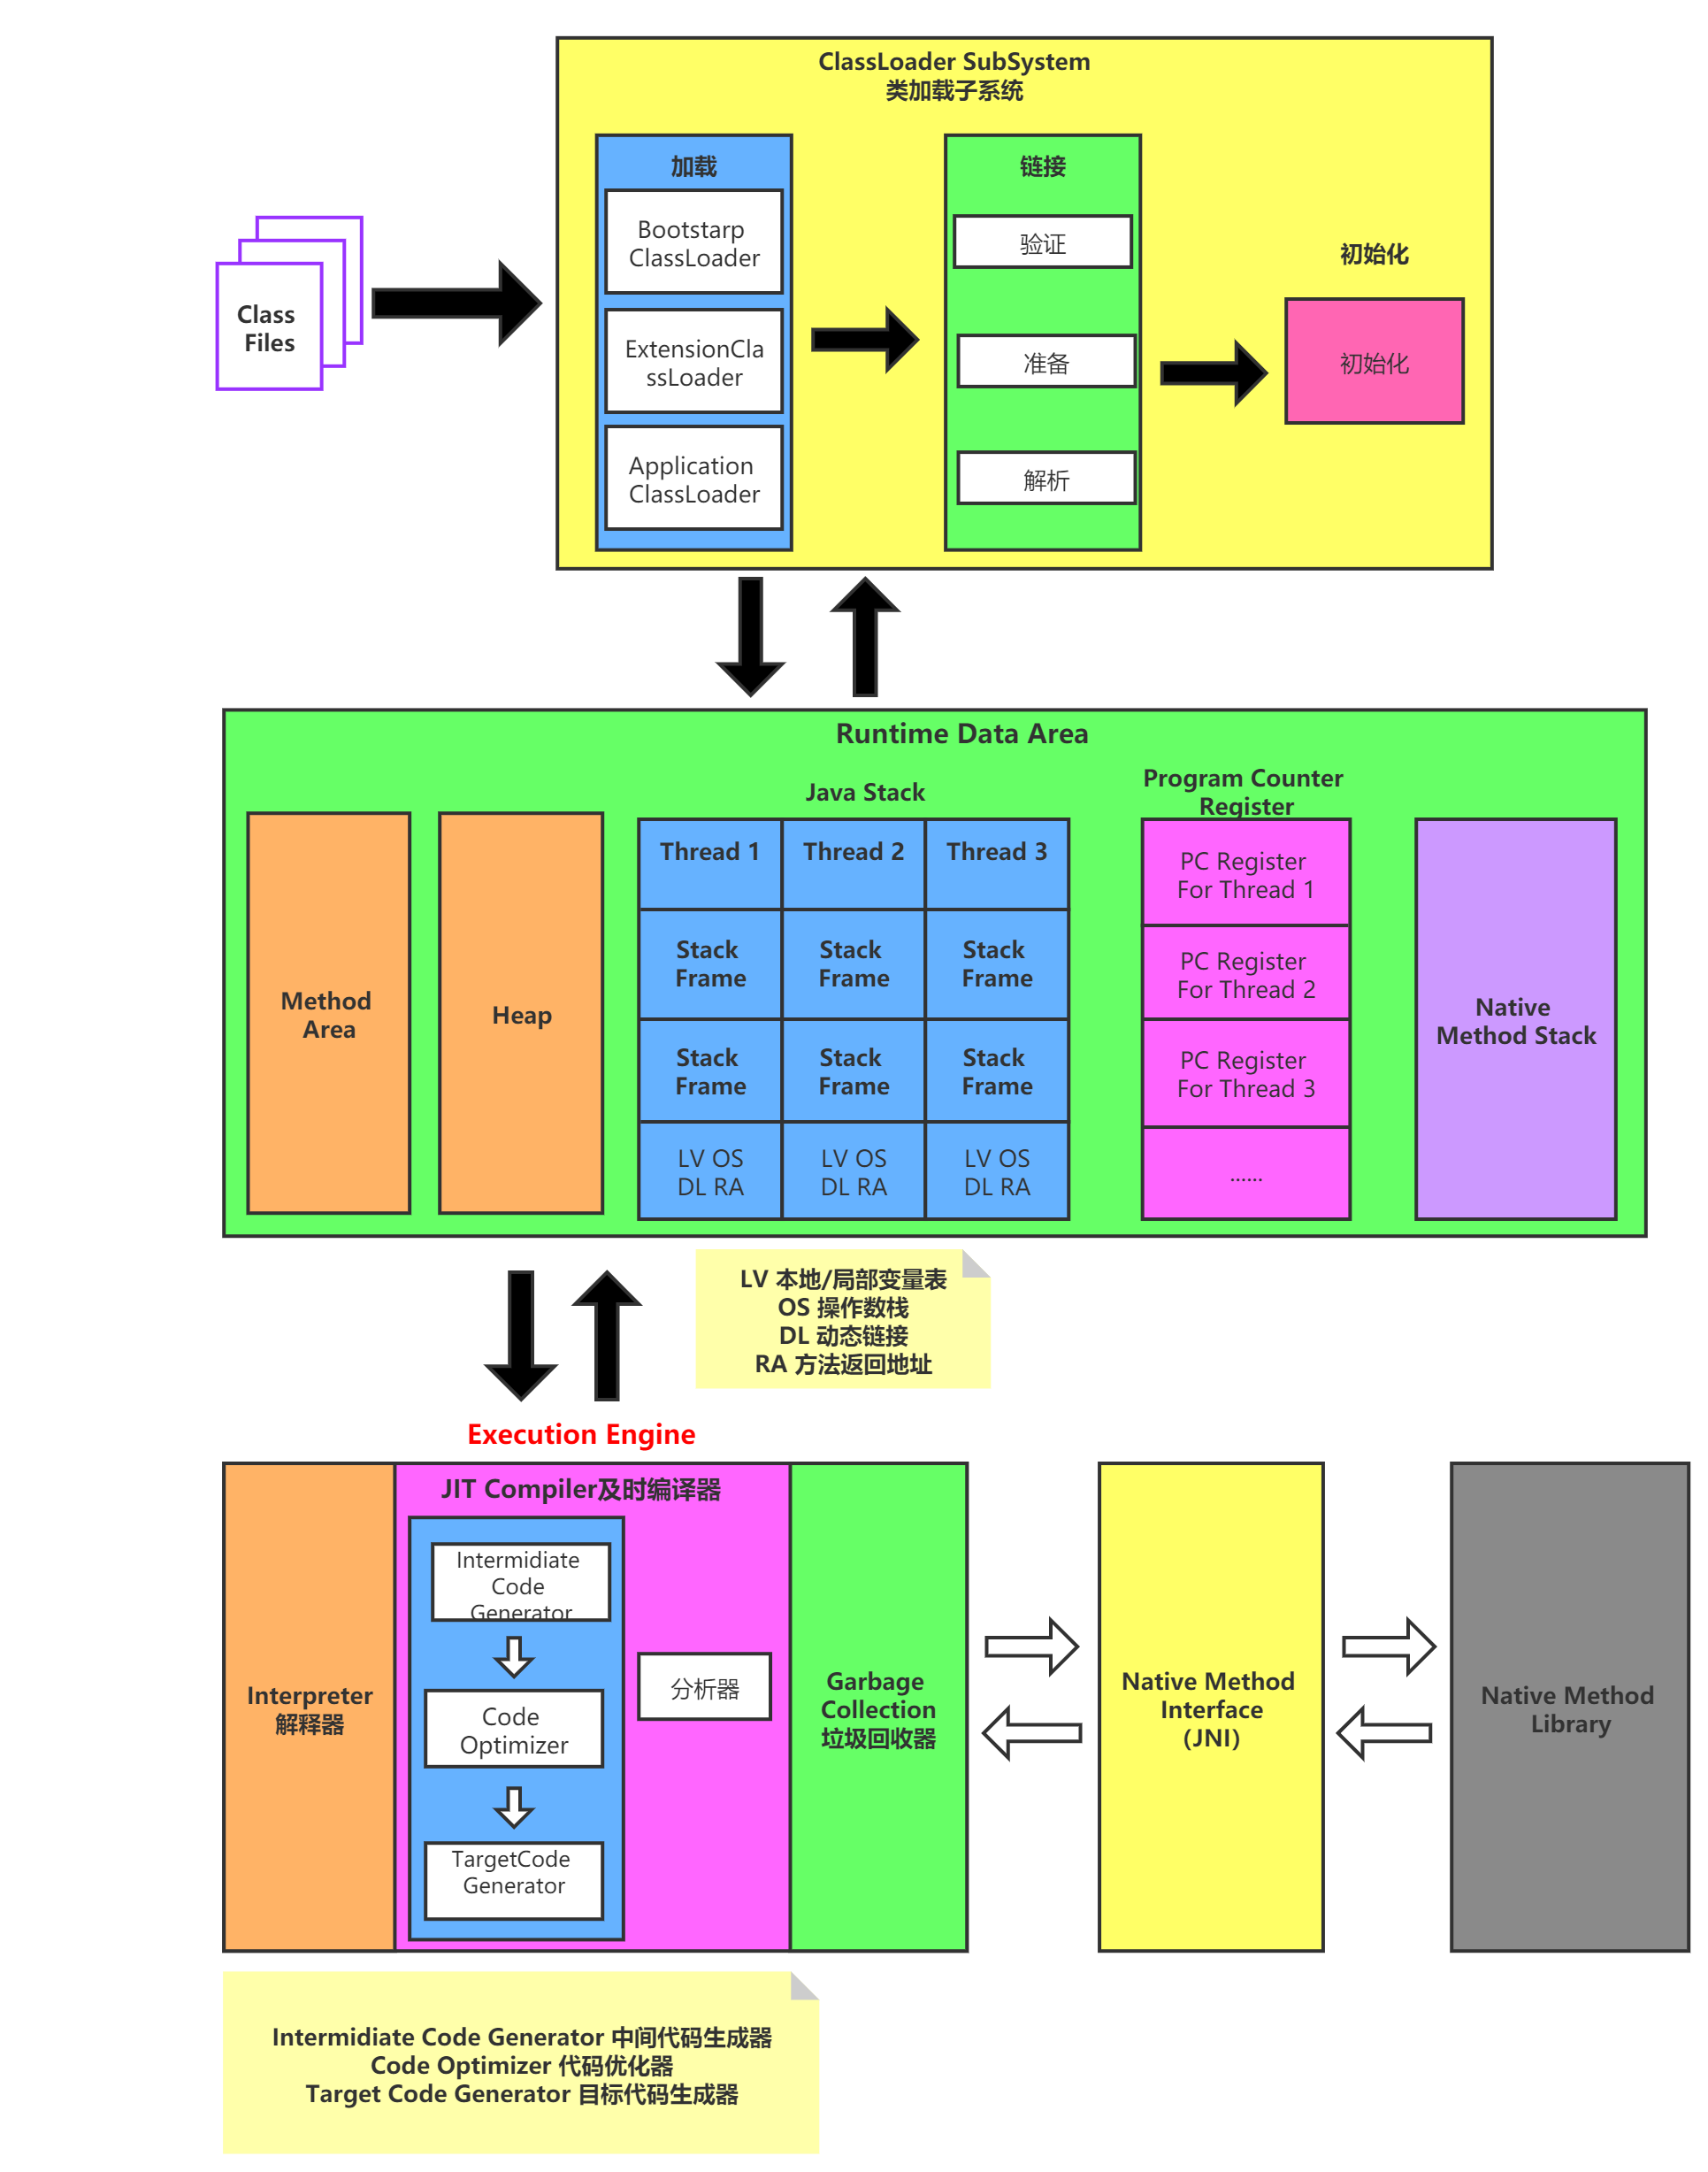 ClassLoader SubSystem
类加载子系统
加载
Bootstarp
ClassLoader
ExtensionCla
ssLoader
Application
ClassLoader
链接
验证
准备
解析
初始化
初始化
Class
Files
Runtime Data Area
Method
Area
Heap
Java Stack
Thread 1
Thread 2
Thread 3
Stack
Frame
Stack
Frame
Stack
Frame
Stack
Frame
Stack
Frame
Stack
Frame
LV OS
DL RA
LV OS
DL RA
LV OS
DL RA
Program Counter
Register
PC Register
For Thread 1
PC Register
For Thread 2
PC Register
For Thread 3
......
Native
Method Stack
LV 本地/局部变量表
OS 操作数栈
DL 动态链接
RA 方法返回地址
Execution Engine
Interpreter
解释器
JIT Compiler及时编译器
Intermidiate
Code
Generator
Code
Optimizer
TargetCode
Generator
分析器
Garbage
Collection
垃圾回收器
Native Method
Interface
(JNI)
Native Method
Library
Intermidiate Code Generator 中间代码生成器
Code Optimizer 代码优化器
Target Code Generator 目标代码生成器